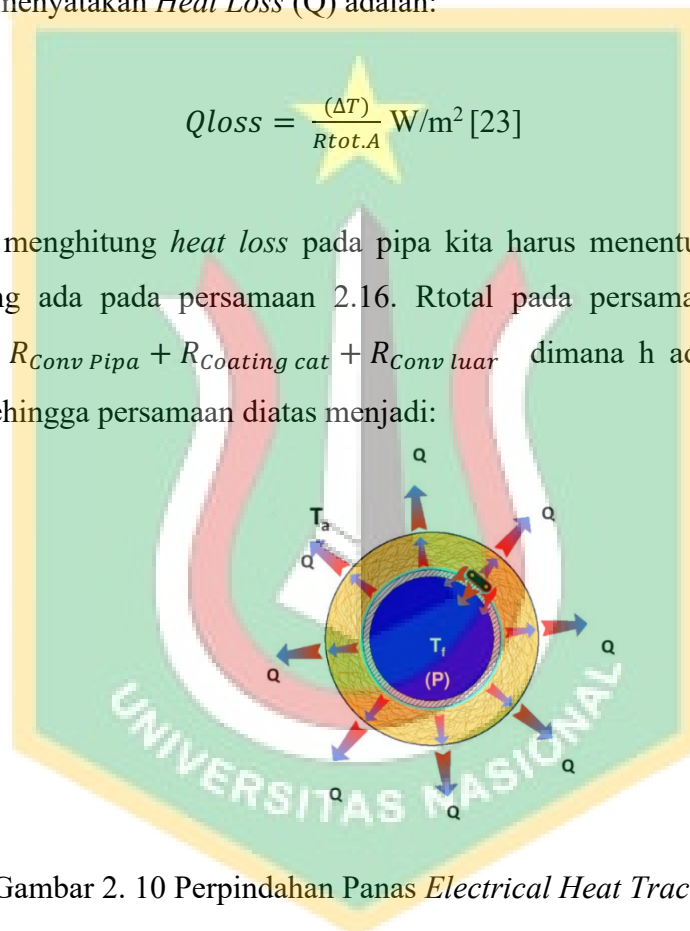 menyatakan Heat Loss (Q) adalah:
Qloss = (ΔT) / Rtot.A W/m² [23]
menghitung heat loss pada pipa kita harus menentu
ng ada pada persamaan 2.16. Rtotal pada persama
R_Conv Pipa + R_Coating cat + R_Conv luar dimana h ad
ehingga persamaan diatas menjadi:
Q
Q
Ta
Q
Tf
Q
(P)
Q
Q
Q
Q
UNIVERSITAS NASIONAL
Gambar 2. 10 Perpindahan Panas Electrical Heat Trac